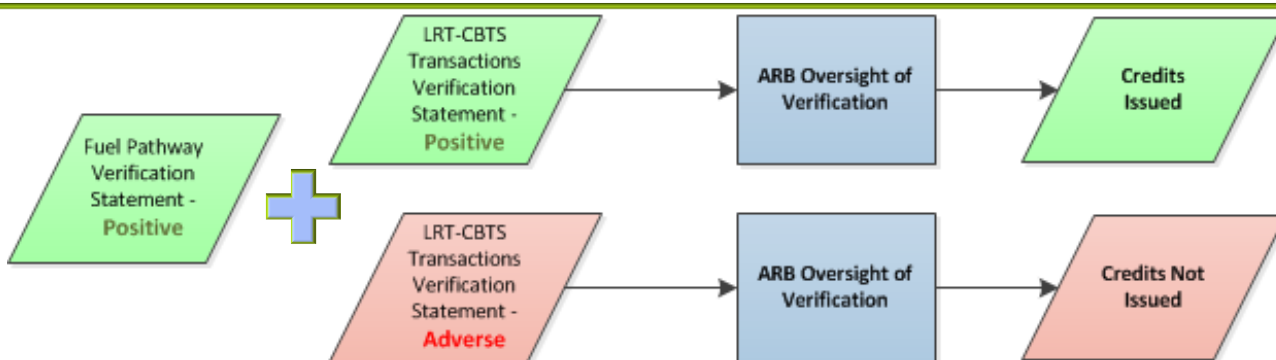 Fuel Pathway
Verification
Statement -
Positive
LRT-CBTS
Transactions
Verification
Statement -
Positive
ARB Oversight of
Verification
Credits
Issued
LRT-CBTS
Transactions
Verification
Statement -
Adverse
ARB Oversight of
Verification
Credits Not
Issued